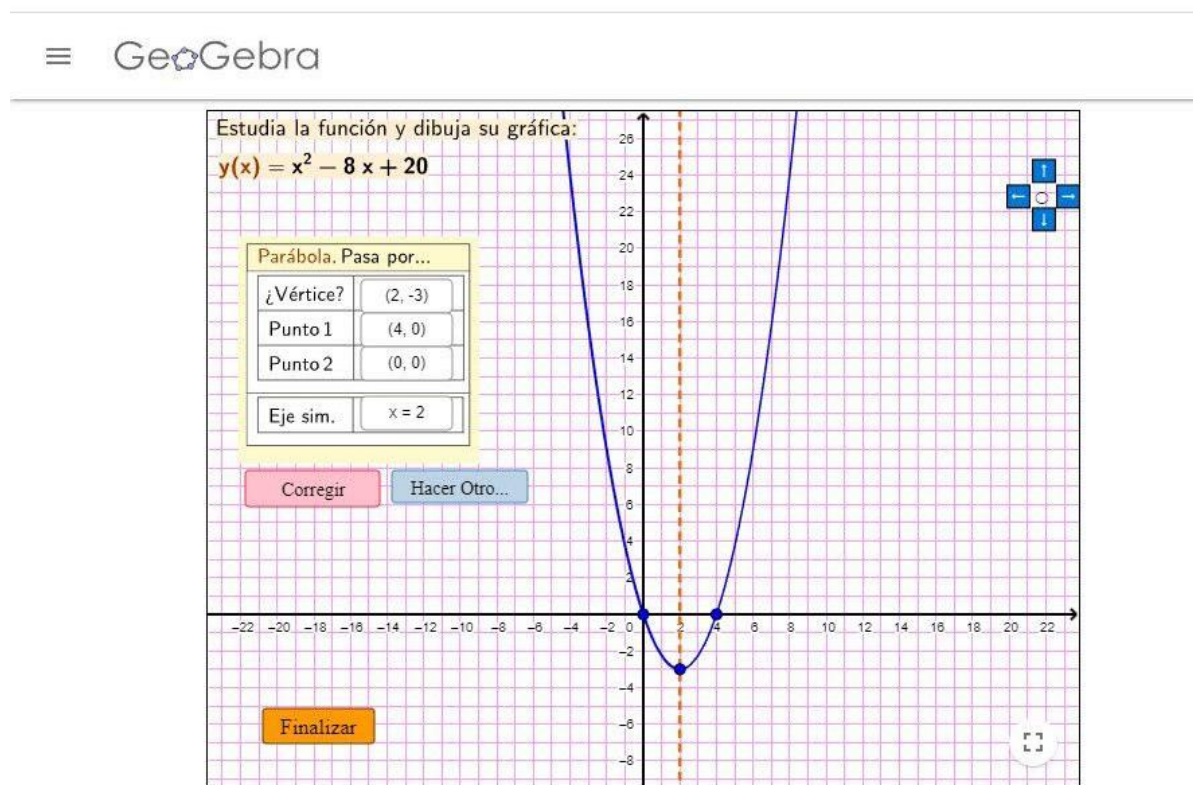 GeoGebra
Estudia la función y dibuja su gráfica:
y(x) = x² − 8 x + 20
Parábola. Pasa por...
¿Vértice? (2, -3)
Punto 1 (4, 0)
Punto 2 (0, 0)
Eje sim. x = 2
Corregir Hacer Otro...
Finalizar
26
24
22
20
18
16
14
12
10
8
6
4
2
−22 −20 −18 −16 −14 −12 −10 −8 −6 −4 −2 0 2 4 6 8 10 12 14 16 18 20 22
−2
−4
−6
−8